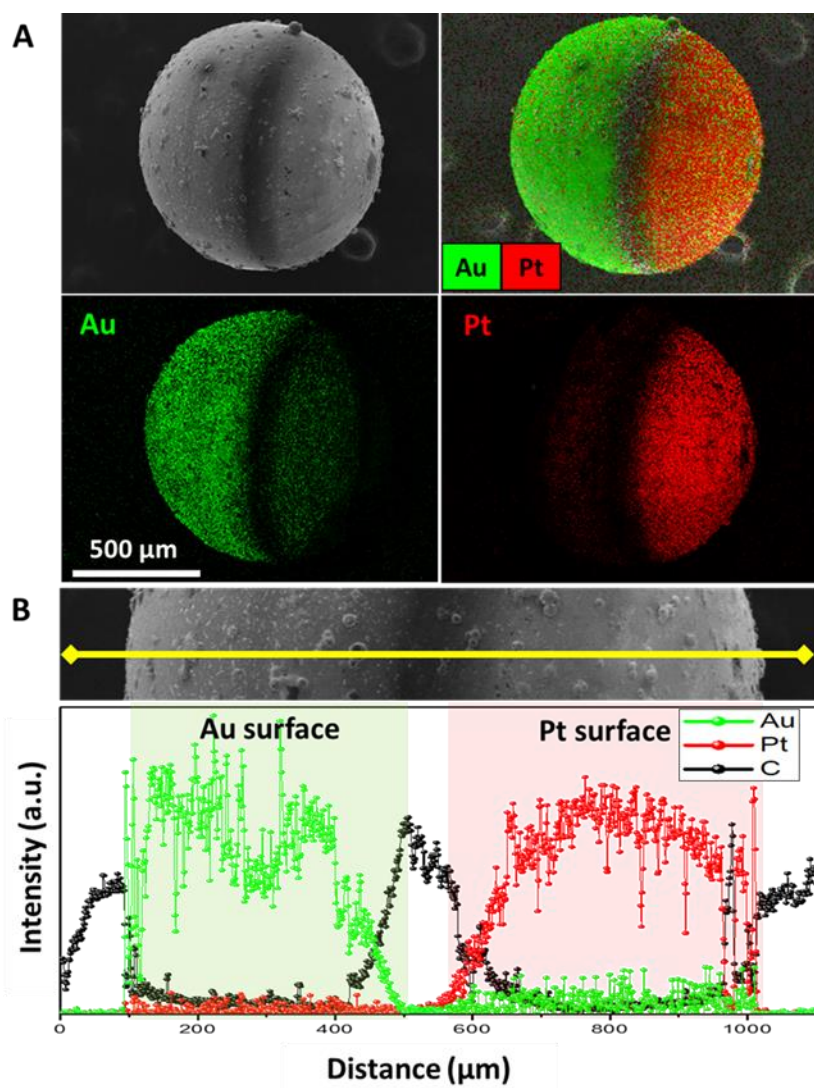 A
Au Pt
Au
Pt
500 µm
B
Au surface
Pt surface
Au
Pt
C
Intensity (a.u.)
0 200 400 600 800 1000
Distance (µm)